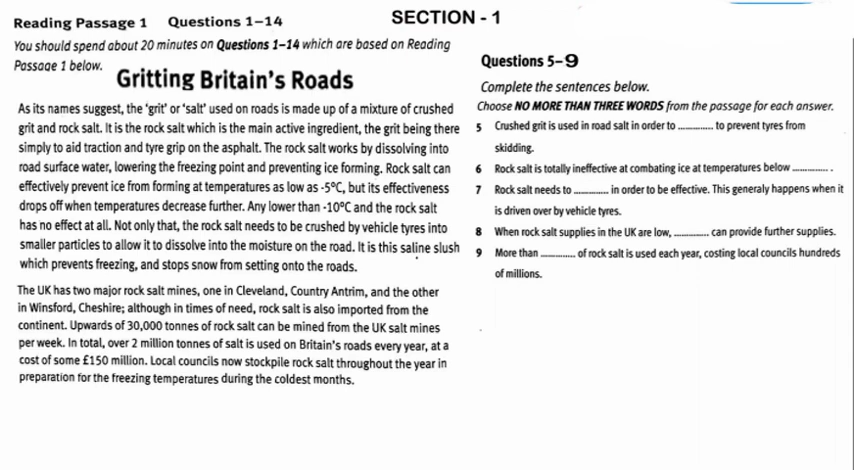 Reading Passage 1 Questions 1–14
SECTION - 1
You should spend about 20 minutes on Questions 1–14 which are based on Reading
Passage 1 below.
Gritting Britain's Roads
As its names suggest, the 'grit' or 'salt' used on roads is made up of a mixture of crushed
grit and rock salt. It is the rock salt which is the main active ingredient, the grit being there
simply to aid traction and tyre grip on the asphalt. The rock salt works by dissolving into
road surface water, lowering the freezing point and preventing ice forming. Rock salt can
effectively prevent ice from forming at temperatures as low as -5°C, but its effectiveness
drops off when temperatures decrease further. Any lower than -10°C and the rock salt
has no effect at all. Not only that, the rock salt needs to be crushed by vehicle tyres into
smaller particles to allow it to dissolve into the moisture on the road. It is this saline slush
which prevents freezing, and stops snow from setting onto the roads.
The UK has two major rock salt mines, one in Cleveland, Country Antrim, and the other
in Winsford, Cheshire; although in times of need, rock salt is also imported from the
continent. Upwards of 30,000 tonnes of rock salt can be mined from the UK salt mines
per week. In total, over 2 million tonnes of salt is used on Britain's roads every year, at a
cost of some £150 million. Local councils now stockpile rock salt throughout the year in
preparation for the freezing temperatures during the coldest months.
Questions 5–9
Complete the sentences below.
Choose NO MORE THAN THREE WORDS from the passage for each answer.
5 Crushed grit is used in road salt in order to ............. to prevent tyres from
skidding.
6 Rock salt is totally ineffective at combating ice at temperatures below ............. .
7 Rock salt needs to ............. in order to be effective. This generaly happens when it
is driven over by vehicle tyres.
8 When rock salt supplies in the UK are low, ............. can provide further supplies.
9 More than ............. of rock salt is used each year, costing local councils hundreds
of millions.